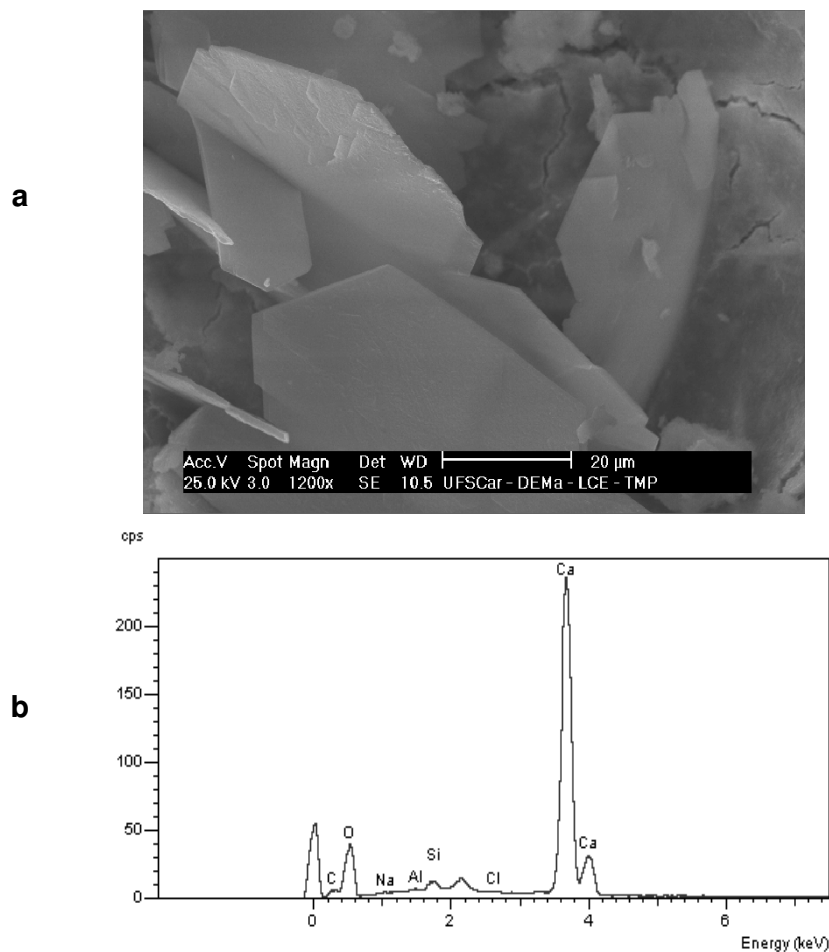 a
Acc.V Spot Magn Det WD 20 µm
25.0 kV 3.0 1200x SE 10.5 UFSCar - DEMa - LCE - TMP
b
cps
200
150
100
50
0
Ca
Ca
O
C
Na
Al
Si
Cl
0 2 4 6
Energy (keV)